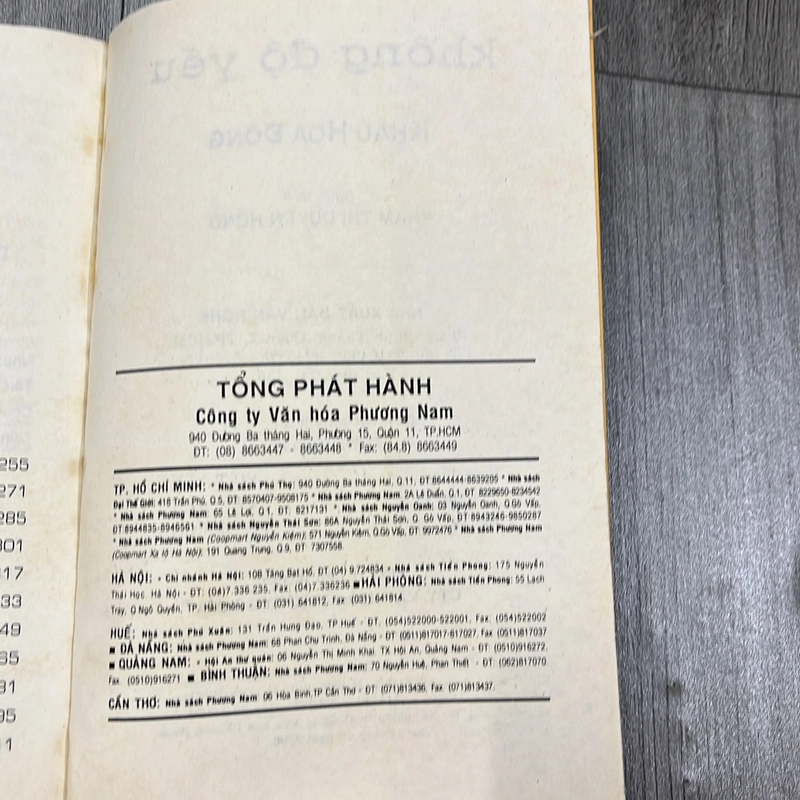 255
271
285
301
317
TỔNG PHÁT HÀNH
Công ty Văn hóa Phương Nam
940 Đường Ba tháng Hai, Phường 15, Quận 11, TP.HCM
ĐT: (08) 8663447 - 8663448 * Fax: (84.8) 8663449
TP. HỒ CHÍ MINH: * Nhà sách Phú Thọ: 940 Đường Ba tháng Hai, Q.11, ĐT 8644444-8639205 * Nhà sách
Đại Thế Giới: 418 Trần Phú, Q.5, ĐT: 8570407-9508175 * Nhà sách Phương Nam: 2A Lê Duẩn, Q.1, ĐT: 8229650-8234542
* Nhà sách Phương Nam: 65 Lê Lợi, Q.1, ĐT: 8217131 * Nhà sách Nguyễn Oanh: 03 Nguyễn Oanh, Q.Gò Vấp,
ĐT:8944835-8946561 * Nhà sách Nguyễn Thái Sơn: 86A Nguyễn Thái Sơn, Q. Gò Vấp, ĐT: 8943246-9850287
* Nhà sách Phương Nam (Coopmart Nguyễn Kiệm): 571 Nguyễn Kiệm, Q.Gò Vấp, ĐT: 9972476 * Nhà sách Phương Nam
(Coopmart Xa lộ Hà Nội): 191 Quang Trung, Q.9, ĐT: 7307558.
HÀ NỘI: * Chi nhánh Hà Nội: 10B Tăng Bạt Hổ, ĐT (04) 9.724834 * Nhà sách Tiền Phong: 175 Nguyễn
Thái Học, Hà Nội - ĐT: (04)7.336 235, Fax: (04)7.336236 ■ HẢI PHÒNG: Nhà sách Tiền Phong: 55 Lạch
Tray, Q Ngô Quyền, TP. Hải Phòng - ĐT: (031) 641812, Fax: (031) 641814.
HUẾ: Nhà sách Phú Xuân: 131 Trần Hưng Đạo, TP Huế - ĐT: (054)522000-522001, Fax: (054)522002
■ ĐÀ NẴNG: Nhà sách Phương Nam: 68 Phan Chu Trinh, Đà Nẵng - ĐT: (0511)817017-817027, Fax (0511)817037
■ QUẢNG NAM: * Hội An thư quán: 06 Nguyễn Thị Minh Khai, TX Hội An, Quảng Nam - ĐT: (0510)916272,
Fax: (0510)916271 ■ BÌNH THUẬN: Nhà sách Phương Nam: 70 Nguyễn Huệ, Phan Thiết - ĐT: (062)817070
CẦN THƠ: Nhà sách Phương Nam: 06 Hòa Bình,TP Cần Thơ - ĐT: (071)813436, Fax: (071)813437.